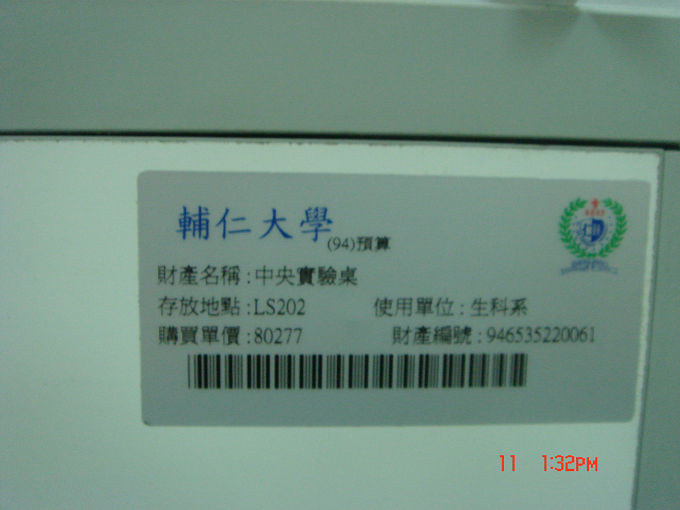 輔仁大學 (94)預算
財產名稱:中央實驗桌
存放地點:LS202 使用單位:生科系
購買單價:80277 財產編號:946535220061
11 1:32PM